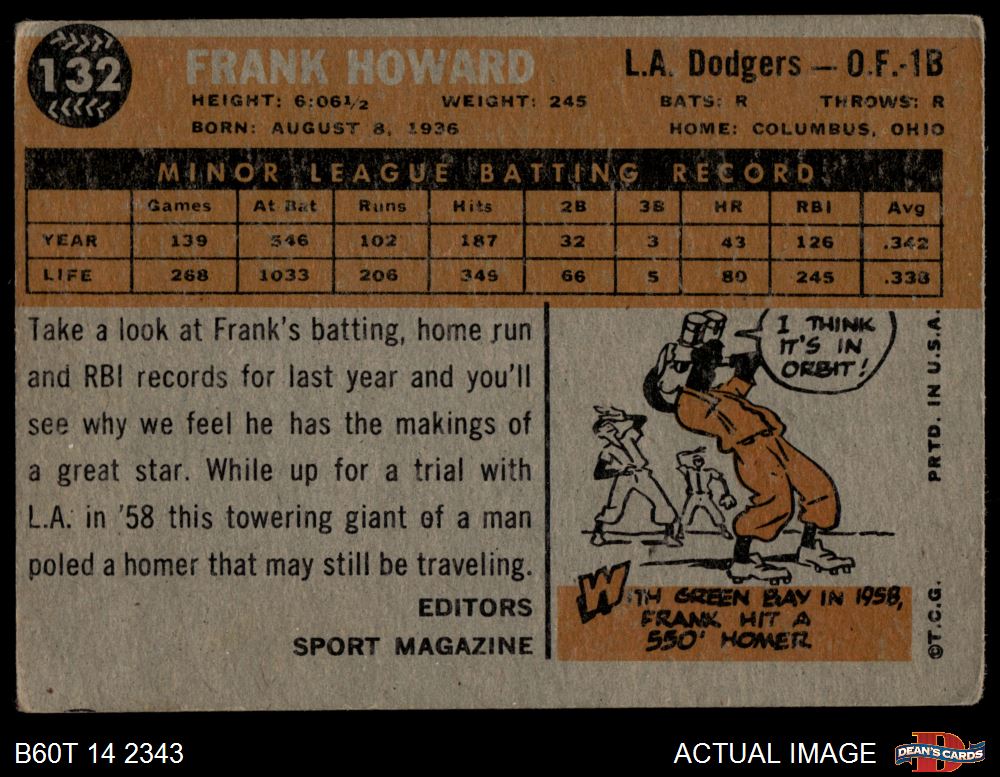 132
FRANK HOWARD
L.A. Dodgers — O.F.-1B
HEIGHT: 6:06½ WEIGHT: 245 BATS: R THROWS: R
BORN: AUGUST 8, 1936 HOME: COLUMBUS, OHIO
MINOR LEAGUE BATTING RECORD
Games At Bat Runs Hits 2B 3B HR RBI Avg
YEAR 139 546 102 187 32 3 43 126 .342
LIFE 268 1033 206 349 66 5 80 245 .338
Take a look at Frank's batting, home run
and RBI records for last year and you'll
see why we feel he has the makings of
a great star. While up for a trial with
L.A. in '58 this towering giant of a man
poled a homer that may still be traveling.
EDITORS
SPORT MAGAZINE
I THINK
IT'S IN
ORBIT!
WITH GREEN BAY IN 1958,
FRANK HIT A
550' HOMER
©T.C.G. PRTD. IN U.S.A.
B60T 14 2343
ACTUAL IMAGE
DEAN'S CARDS